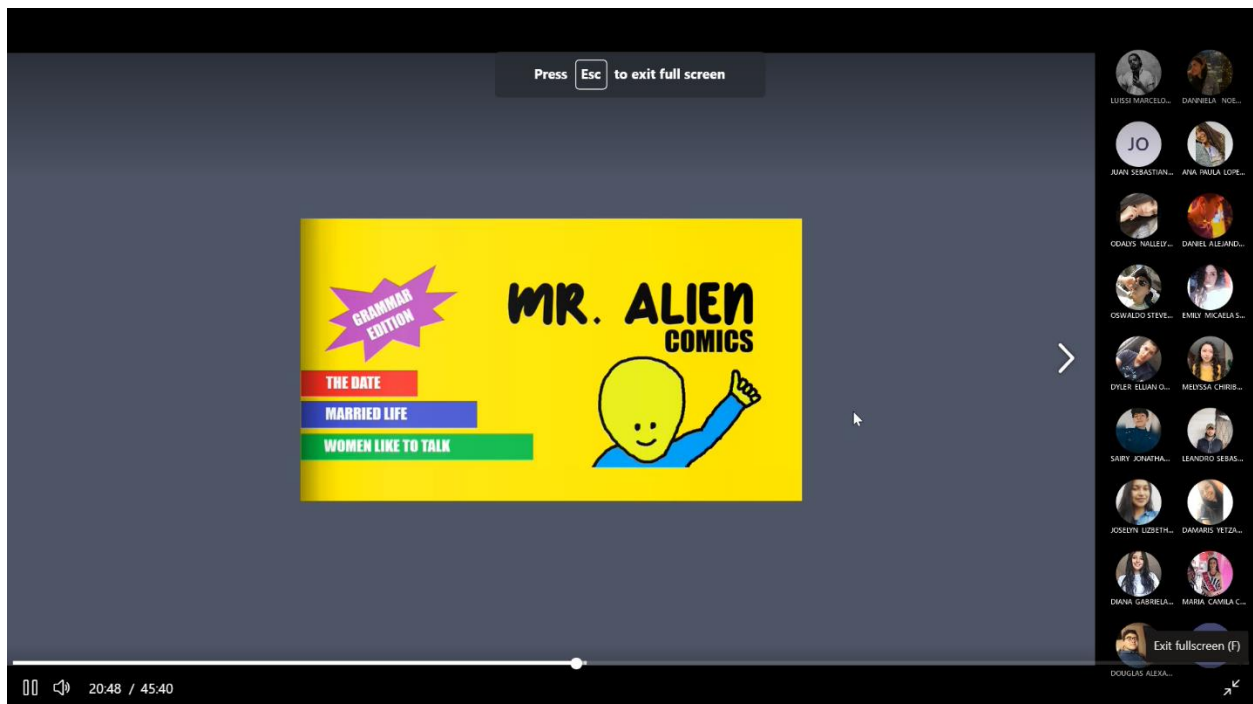 Press Esc to exit full screen
LUISSI MARCELO... DANNIELA NOE...
JO
JUAN SEBASTIAN... ANA PAULA LOPE...
ODALYS NALLELY... DANIEL ALEJAND...
OSWALDO STEVE... EMILY MICAELA S...
DYLER ELLIAN O... MELYSSA CHIRIB...
SAIRY JONATHA... LEANDRO SEBAS...
JOSELYN LIZBETH... DAMARIS YETZA...
DIANA GABRIELA... MARIA CAMILA C...
DOUGLAS ALEXA...
GRAMMAR
EDITION
MR. ALIEN
COMICS
THE DATE
MARRIED LIFE
WOMEN LIKE TO TALK
Exit fullscreen (F)
20:48 / 45:40